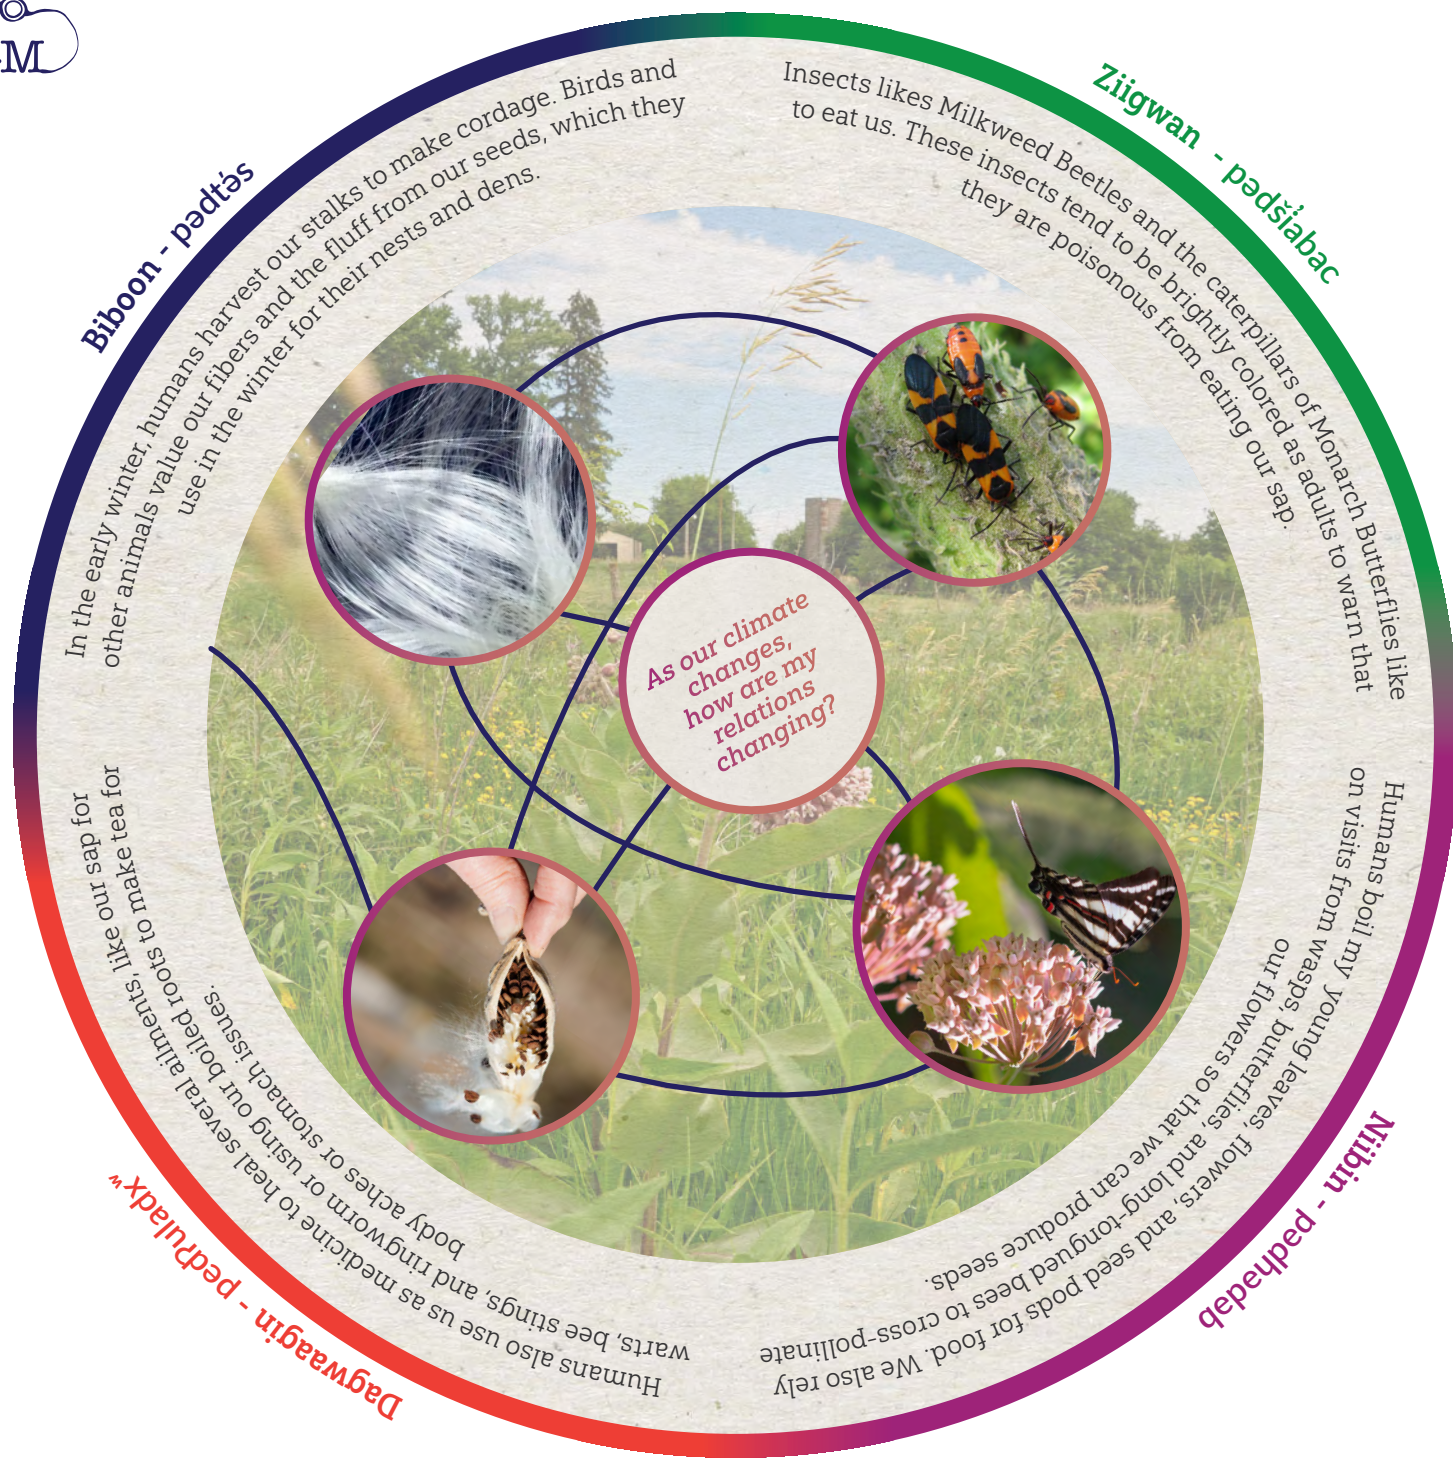 M
Biboon - pədt̓əs
In the early winter, humans harvest our stalks to make cordage. Birds and
other animals value our fibers and the fluff from our seeds, which they
use in the winter for their nests and dens.
Ziigwan - pədši̓abac
Insects likes Milkweed Beetles and the caterpillars of Monarch Butterflies like
to eat us. These insects tend to be brightly colored as adults to warn that
they are poisonous from eating our sap.
Niibin - pədhədəb
Humans boil my young leaves, flowers, and seed pods for food. We also rely
on visits from wasps, butterflies, and long-tongued bees to cross-pollinate
our flowers so that we can produce seeds.
Dagwaagin - pədʔuladxʷ
Humans also use us as medicine to heal several ailments, like our sap for
warts, bee stings, and ringworm or using our boiled roots to make tea for
body aches or stomach issues.
As our climate
changes,
how are my
relations
changing?